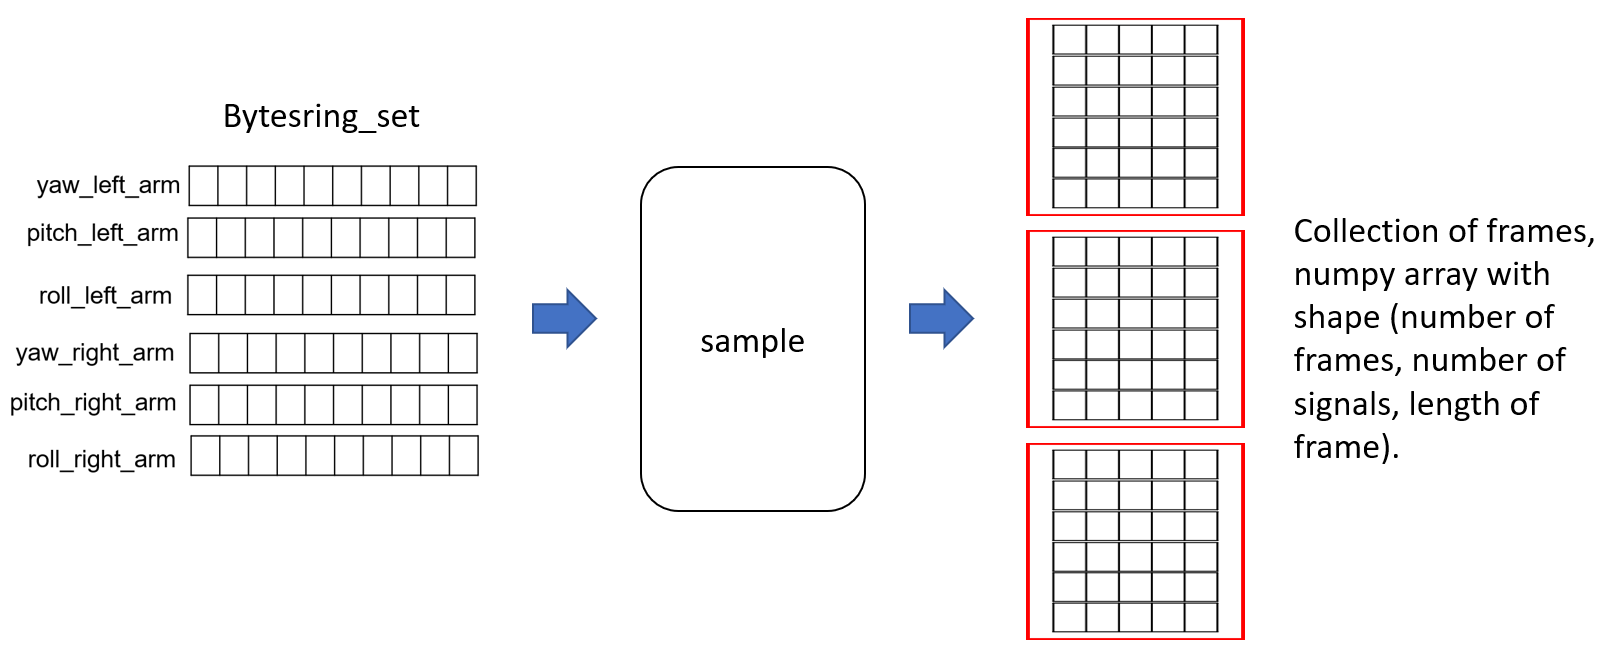 Bytesring_set
yaw_left_arm
pitch_left_arm
roll_left_arm
yaw_right_arm
pitch_right_arm
roll_right_arm
sample
Collection of frames,
numpy array with
shape (number of
frames, number of
signals, length of
frame).